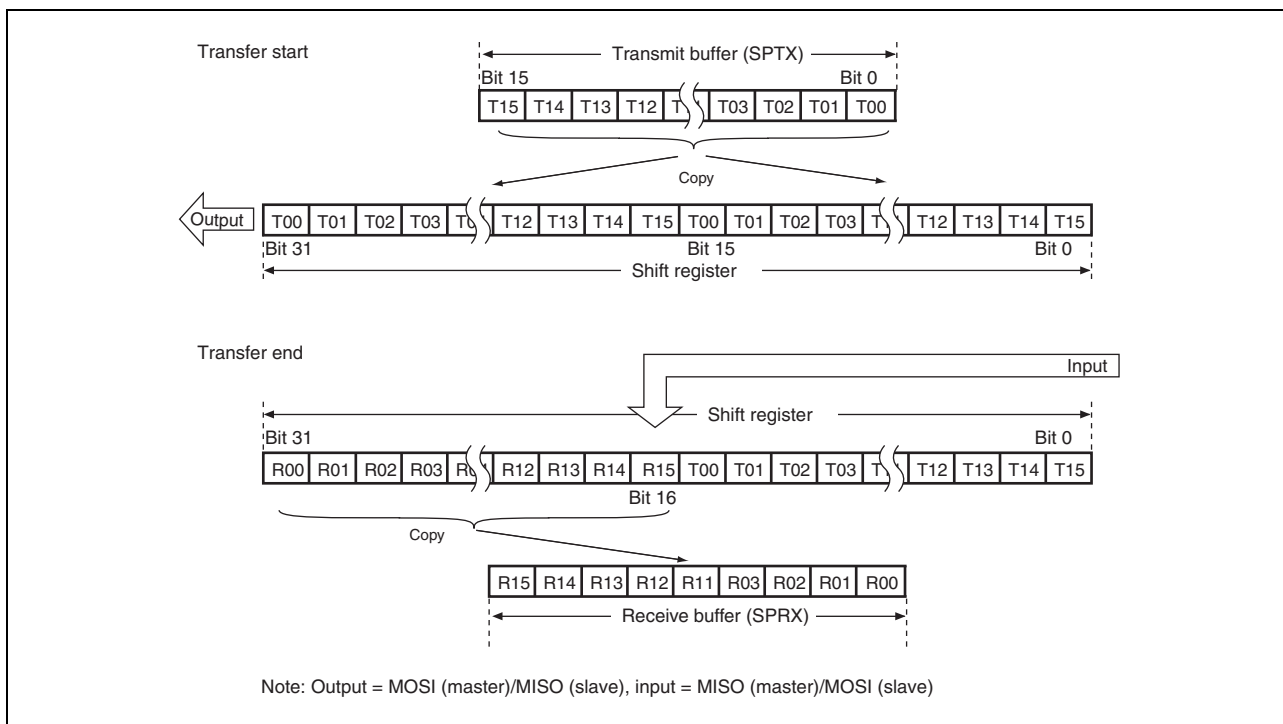 Transfer start
Transmit buffer (SPTX)
Bit 15 Bit 0
T15 T14 T13 T12 T03 T02 T01 T00
Copy
Output T00 T01 T02 T03 T12 T13 T14 T15 T00 T01 T02 T03 T12 T13 T14 T15
Bit 31 Bit 15 Bit 0
Shift register
Transfer end
Input
Shift register
Bit 31 Bit 0
R00 R01 R02 R03 R12 R13 R14 R15 T00 T01 T02 T03 T12 T13 T14 T15
Bit 16
Copy
R15 R14 R13 R12 R11 R03 R02 R01 R00
Receive buffer (SPRX)
Note: Output = MOSI (master)/MISO (slave), input = MISO (master)/MOSI (slave)